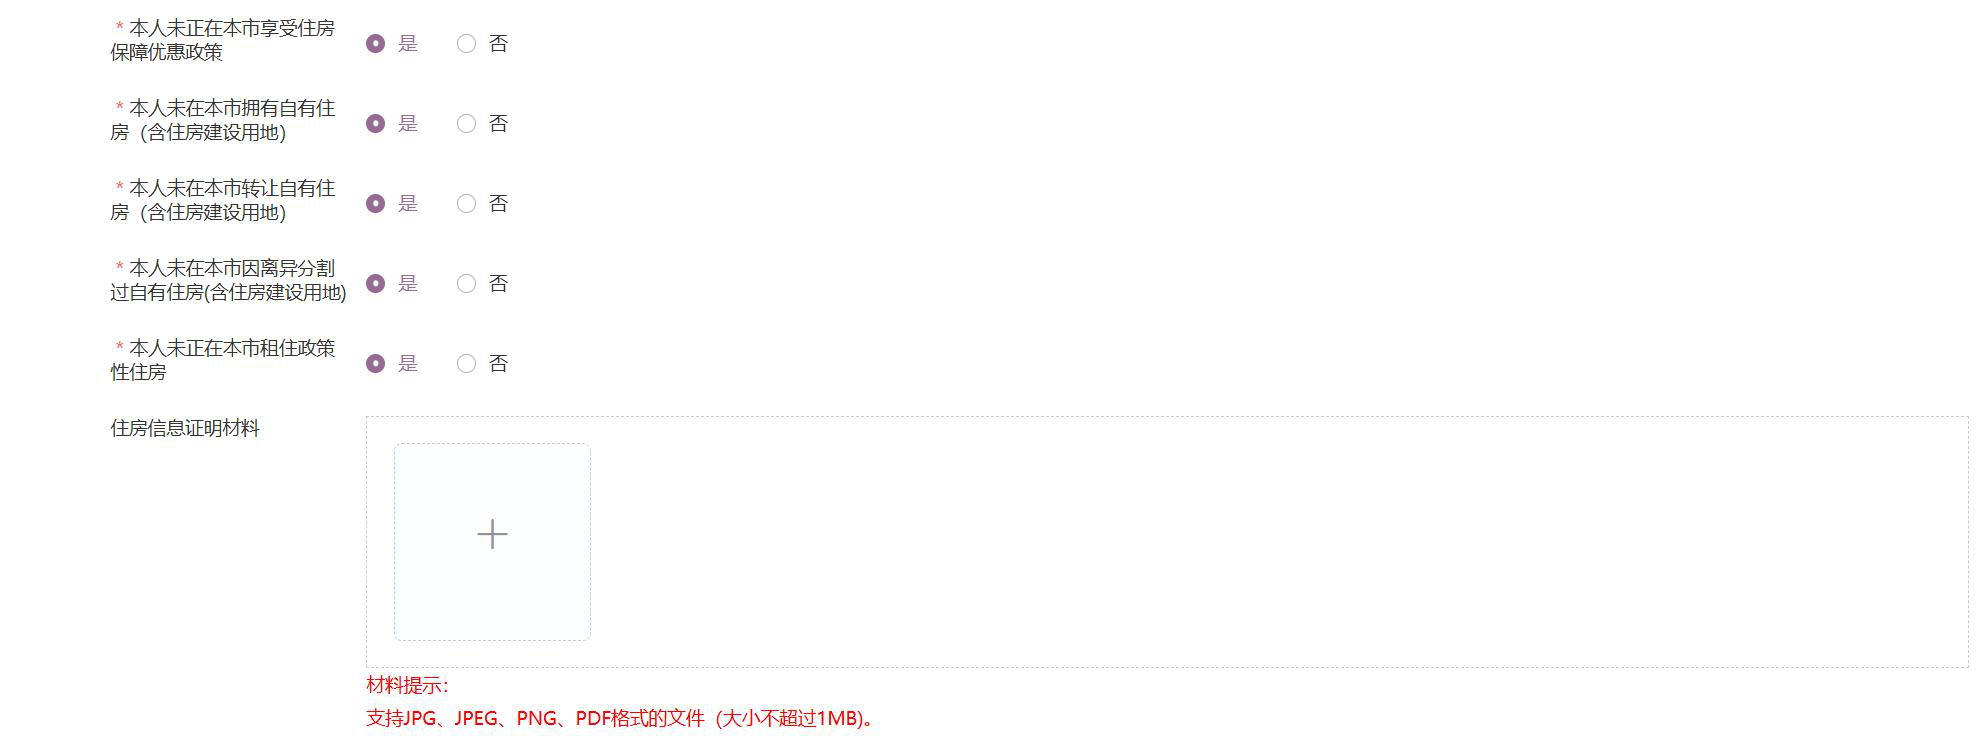 * 本人未正在本市享受住房
保障优惠政策
是 否
* 本人未在本市拥有自有住
房（含住房建设用地）
是 否
* 本人未在本市转让自有住
房（含住房建设用地）
是 否
* 本人未在本市因离异分割
过自有住房(含住房建设用地)
是 否
* 本人未正在本市租住政策
性住房
是 否
住房信息证明材料
材料提示：
支持JPG、JPEG、PNG、PDF格式的文件（大小不超过1MB)。